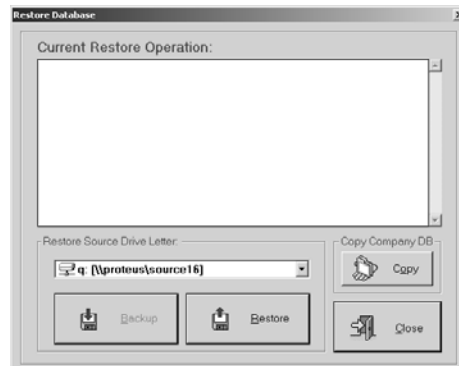 Restore Database
Current Restore Operation:
Restore Source Drive Letter:
q: [\\proteus\source16]
Backup
Restore
Copy Company DB
Copy
Close